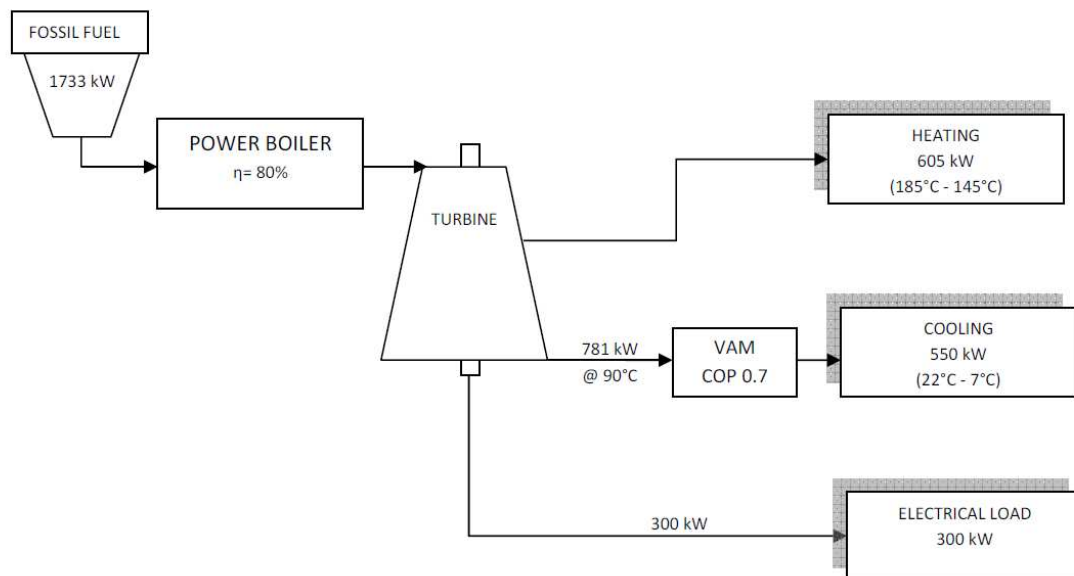 FOSSIL FUEL
1733 kW
POWER BOILER
η= 80%
TURBINE
HEATING
605 kW
(185°C - 145°C)
781 kW
@ 90°C
VAM
COP 0.7
COOLING
550 kW
(22°C - 7°C)
300 kW
ELECTRICAL LOAD
300 kW